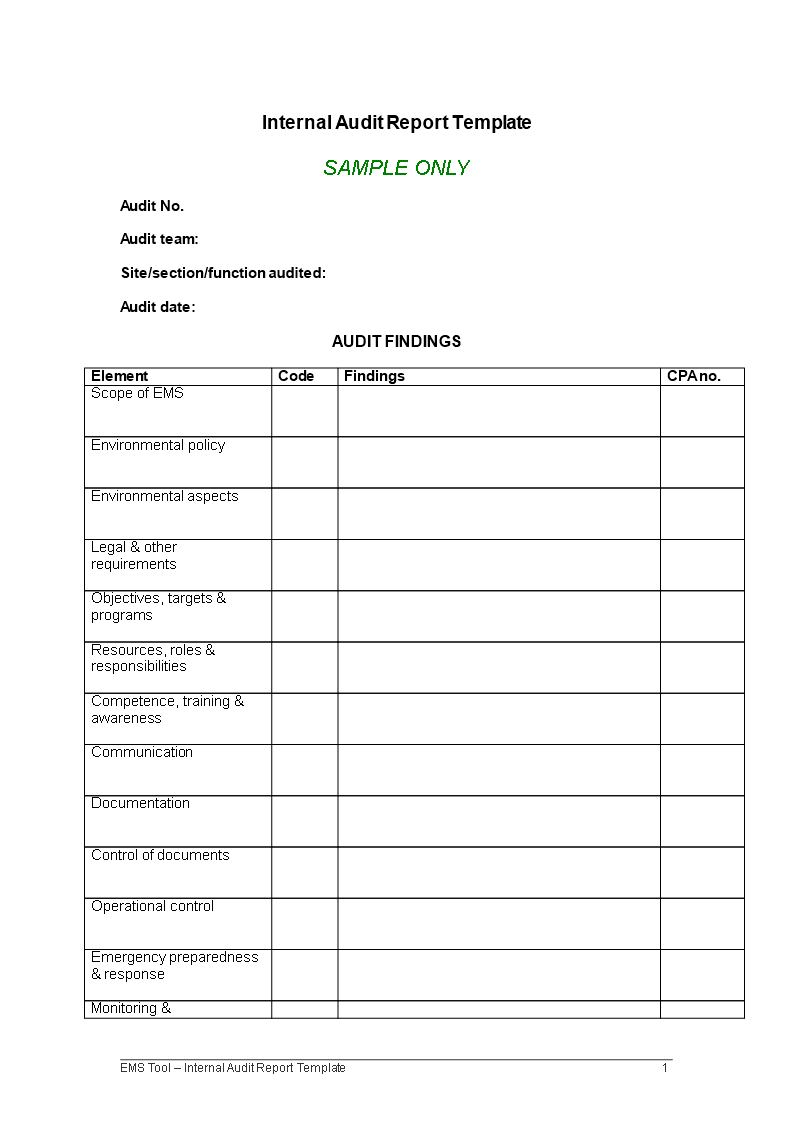 Internal Audit Report Template
SAMPLE ONLY
Audit No.
Audit team:
Site/section/function audited:
Audit date:
AUDIT FINDINGS
Element Code Findings CPA no.
Scope of EMS
Environmental policy
Environmental aspects
Legal & other
requirements
Objectives, targets &
programs
Resources, roles &
responsibilities
Competence, training &
awareness
Communication
Documentation
Control of documents
Operational control
Emergency preparedness
& response
Monitoring &
EMS Tool – Internal Audit Report Template 1